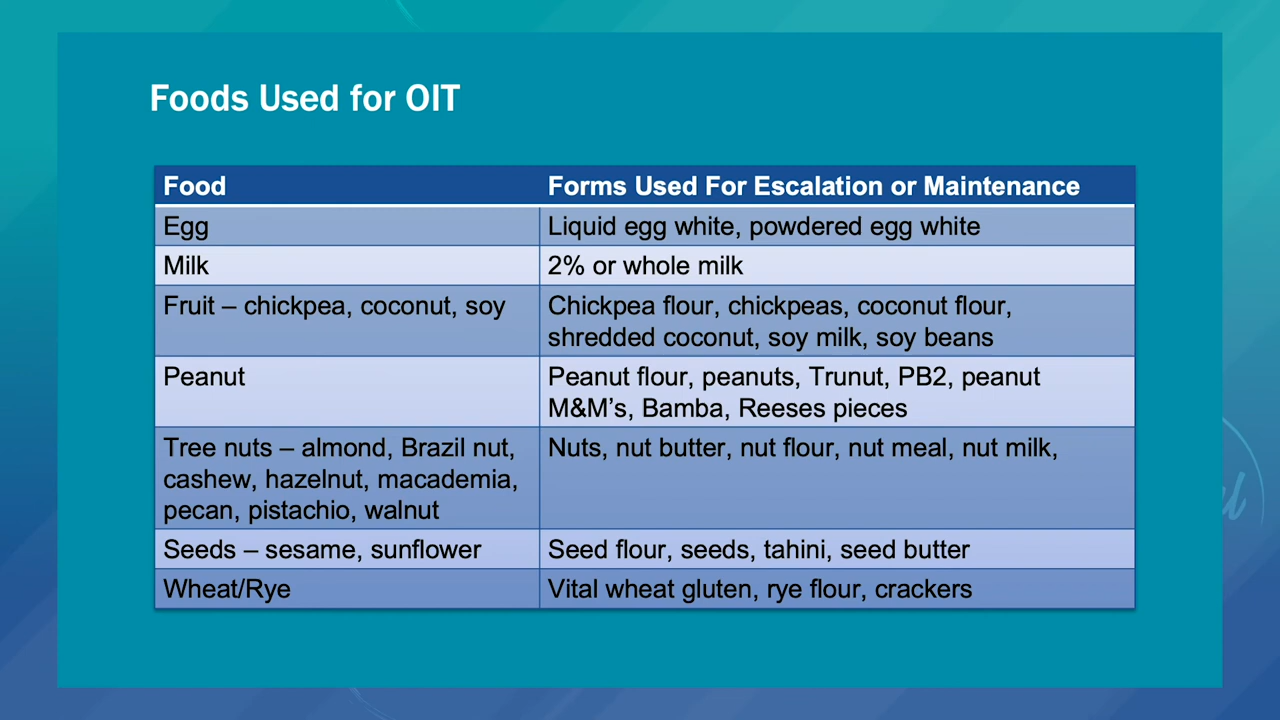 Foods Used for OIT
Food
Forms Used For Escalation or Maintenance
Egg
Liquid egg white, powdered egg white
Milk
2% or whole milk
Fruit – chickpea, coconut, soy
Chickpea flour, chickpeas, coconut flour,
shredded coconut, soy milk, soy beans
Peanut
Peanut flour, peanuts, Trunut, PB2, peanut
M&M's, Bamba, Reeses pieces
Tree nuts – almond, Brazil nut,
cashew, hazelnut, macademia,
pecan, pistachio, walnut
Nuts, nut butter, nut flour, nut meal, nut milk,
Seeds – sesame, sunflower
Seed flour, seeds, tahini, seed butter
Wheat/Rye
Vital wheat gluten, rye flour, crackers